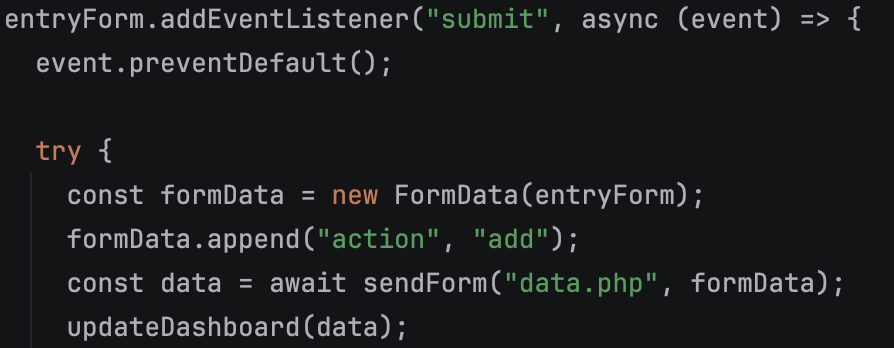 entryForm.addEventListener("submit", async (event) => {
event.preventDefault();
try {
const formData = new FormData(entryForm);
formData.append("action", "add");
const data = await sendForm("data.php", formData);
updateDashboard(data);